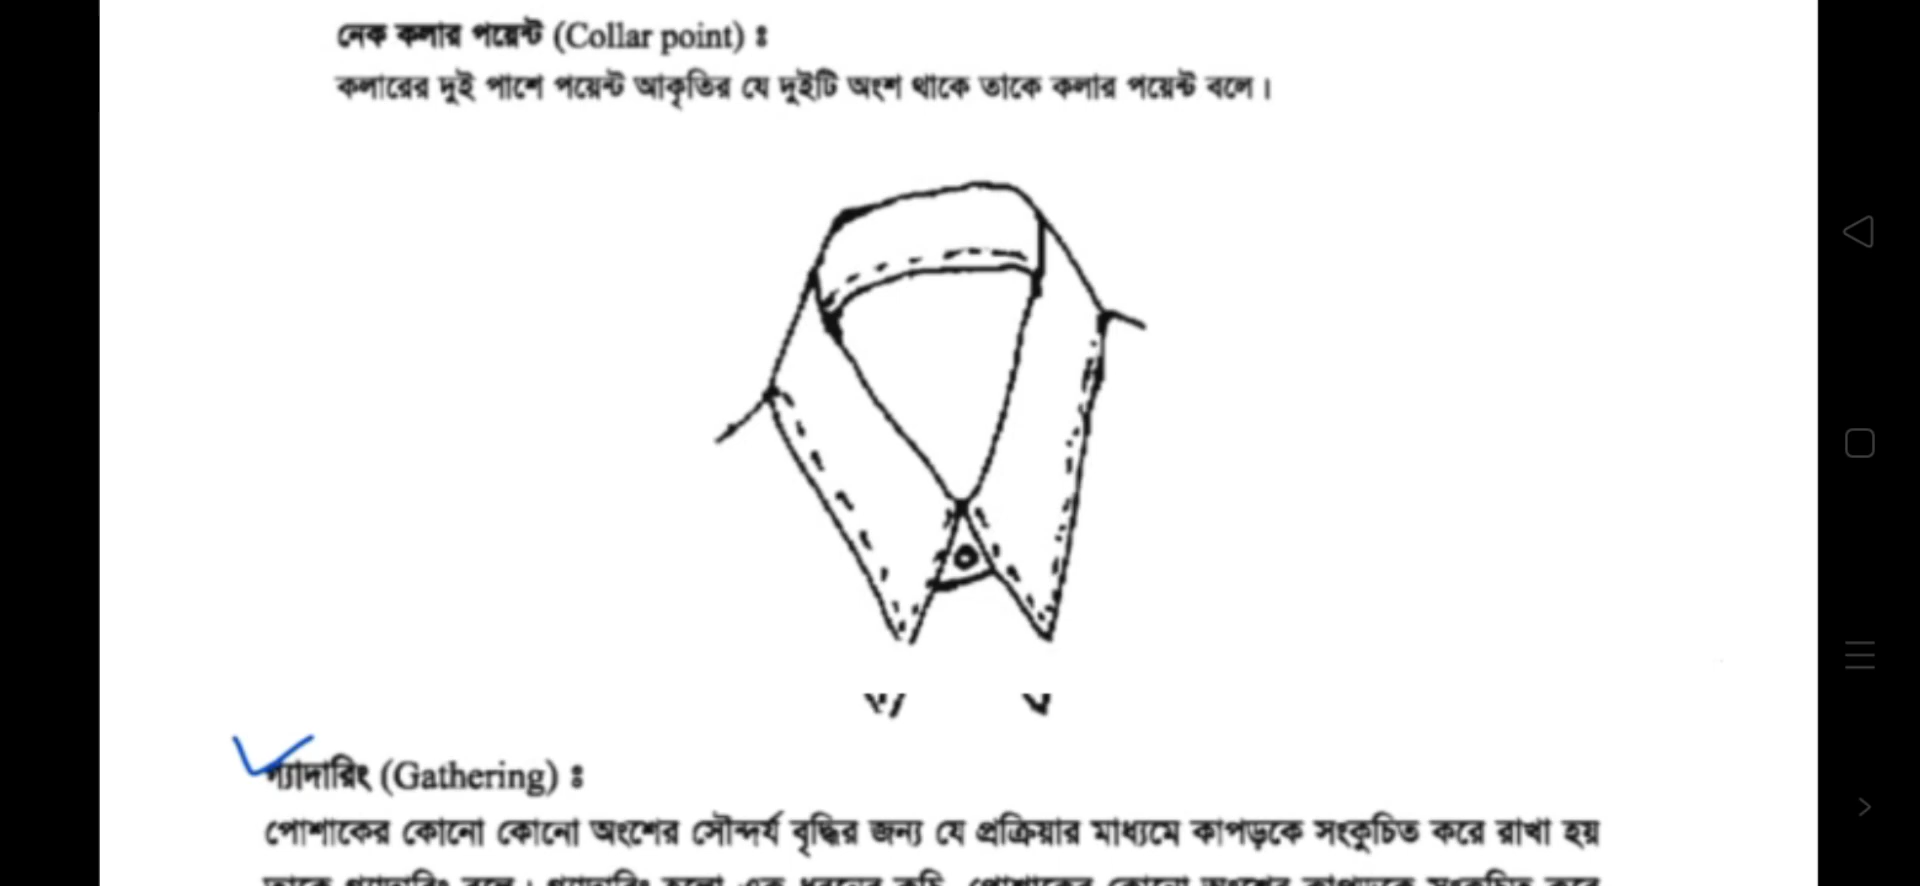 নেক কলার পয়েন্ট (Collar point) ঃ
কলারের দুই পাশে পয়েন্ট আকৃতির যে দুইটি অংশ থাকে তাকে কলার পয়েন্ট বলে।
গ্যাদারিং (Gathering) ঃ
পোশাকের কোনো কোনো অংশের সৌন্দর্য বৃদ্ধির জন্য যে প্রক্রিয়ার মাধ্যমে কাপড়কে সংকুচিত করে রাখা হয়